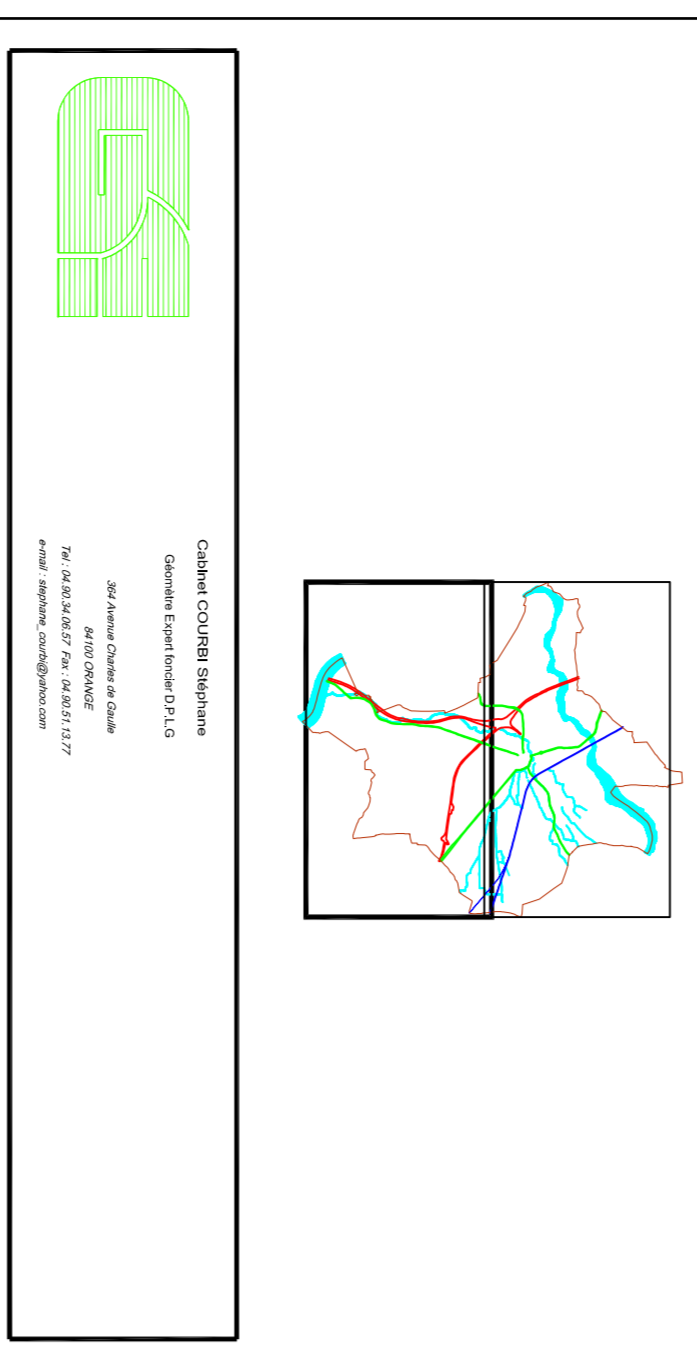 Cabinet COURBI Stéphane
Géomètre Expert foncier D.P.L.G
364 Avenue Charles de Gaulle
84100 ORANGE
Tel : 04.90.34.06.57 Fax : 04.90.51.13.77
e-mail : stephane_courbi@yahoo.com